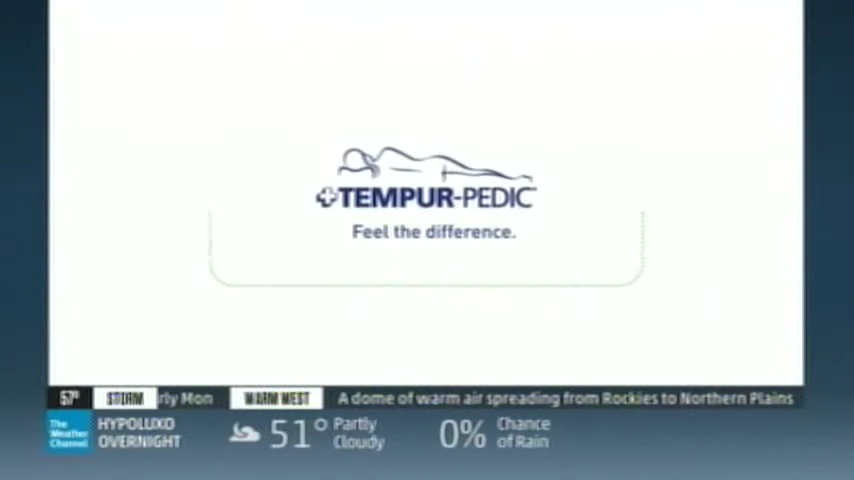 TEMPUR-PEDIC
Feel the difference.
57° STORM rly Mon WARM WEST A dome of warm air spreading from Rockies to Northern Plains
The Weather Channel
HYPOLUXO OVERNIGHT
51° Partly Cloudy
0% Chance of Rain